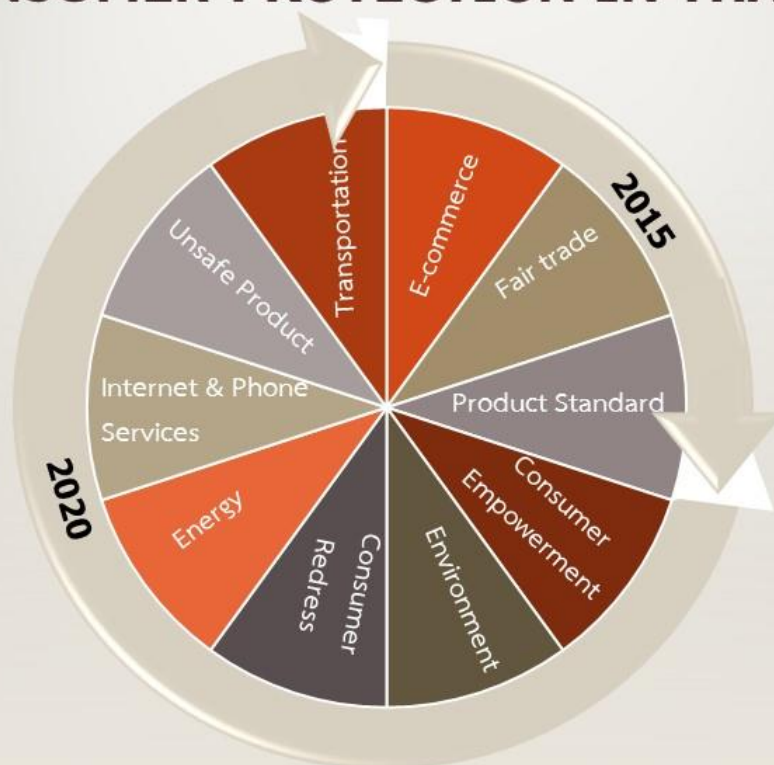 2015
E-commerce
Fair trade
Product Standard
Consumer
Empowerment
Environment
Consumer
Redress
Energy
Internet & Phone
Services
Unsafe Product
Transportation
2020